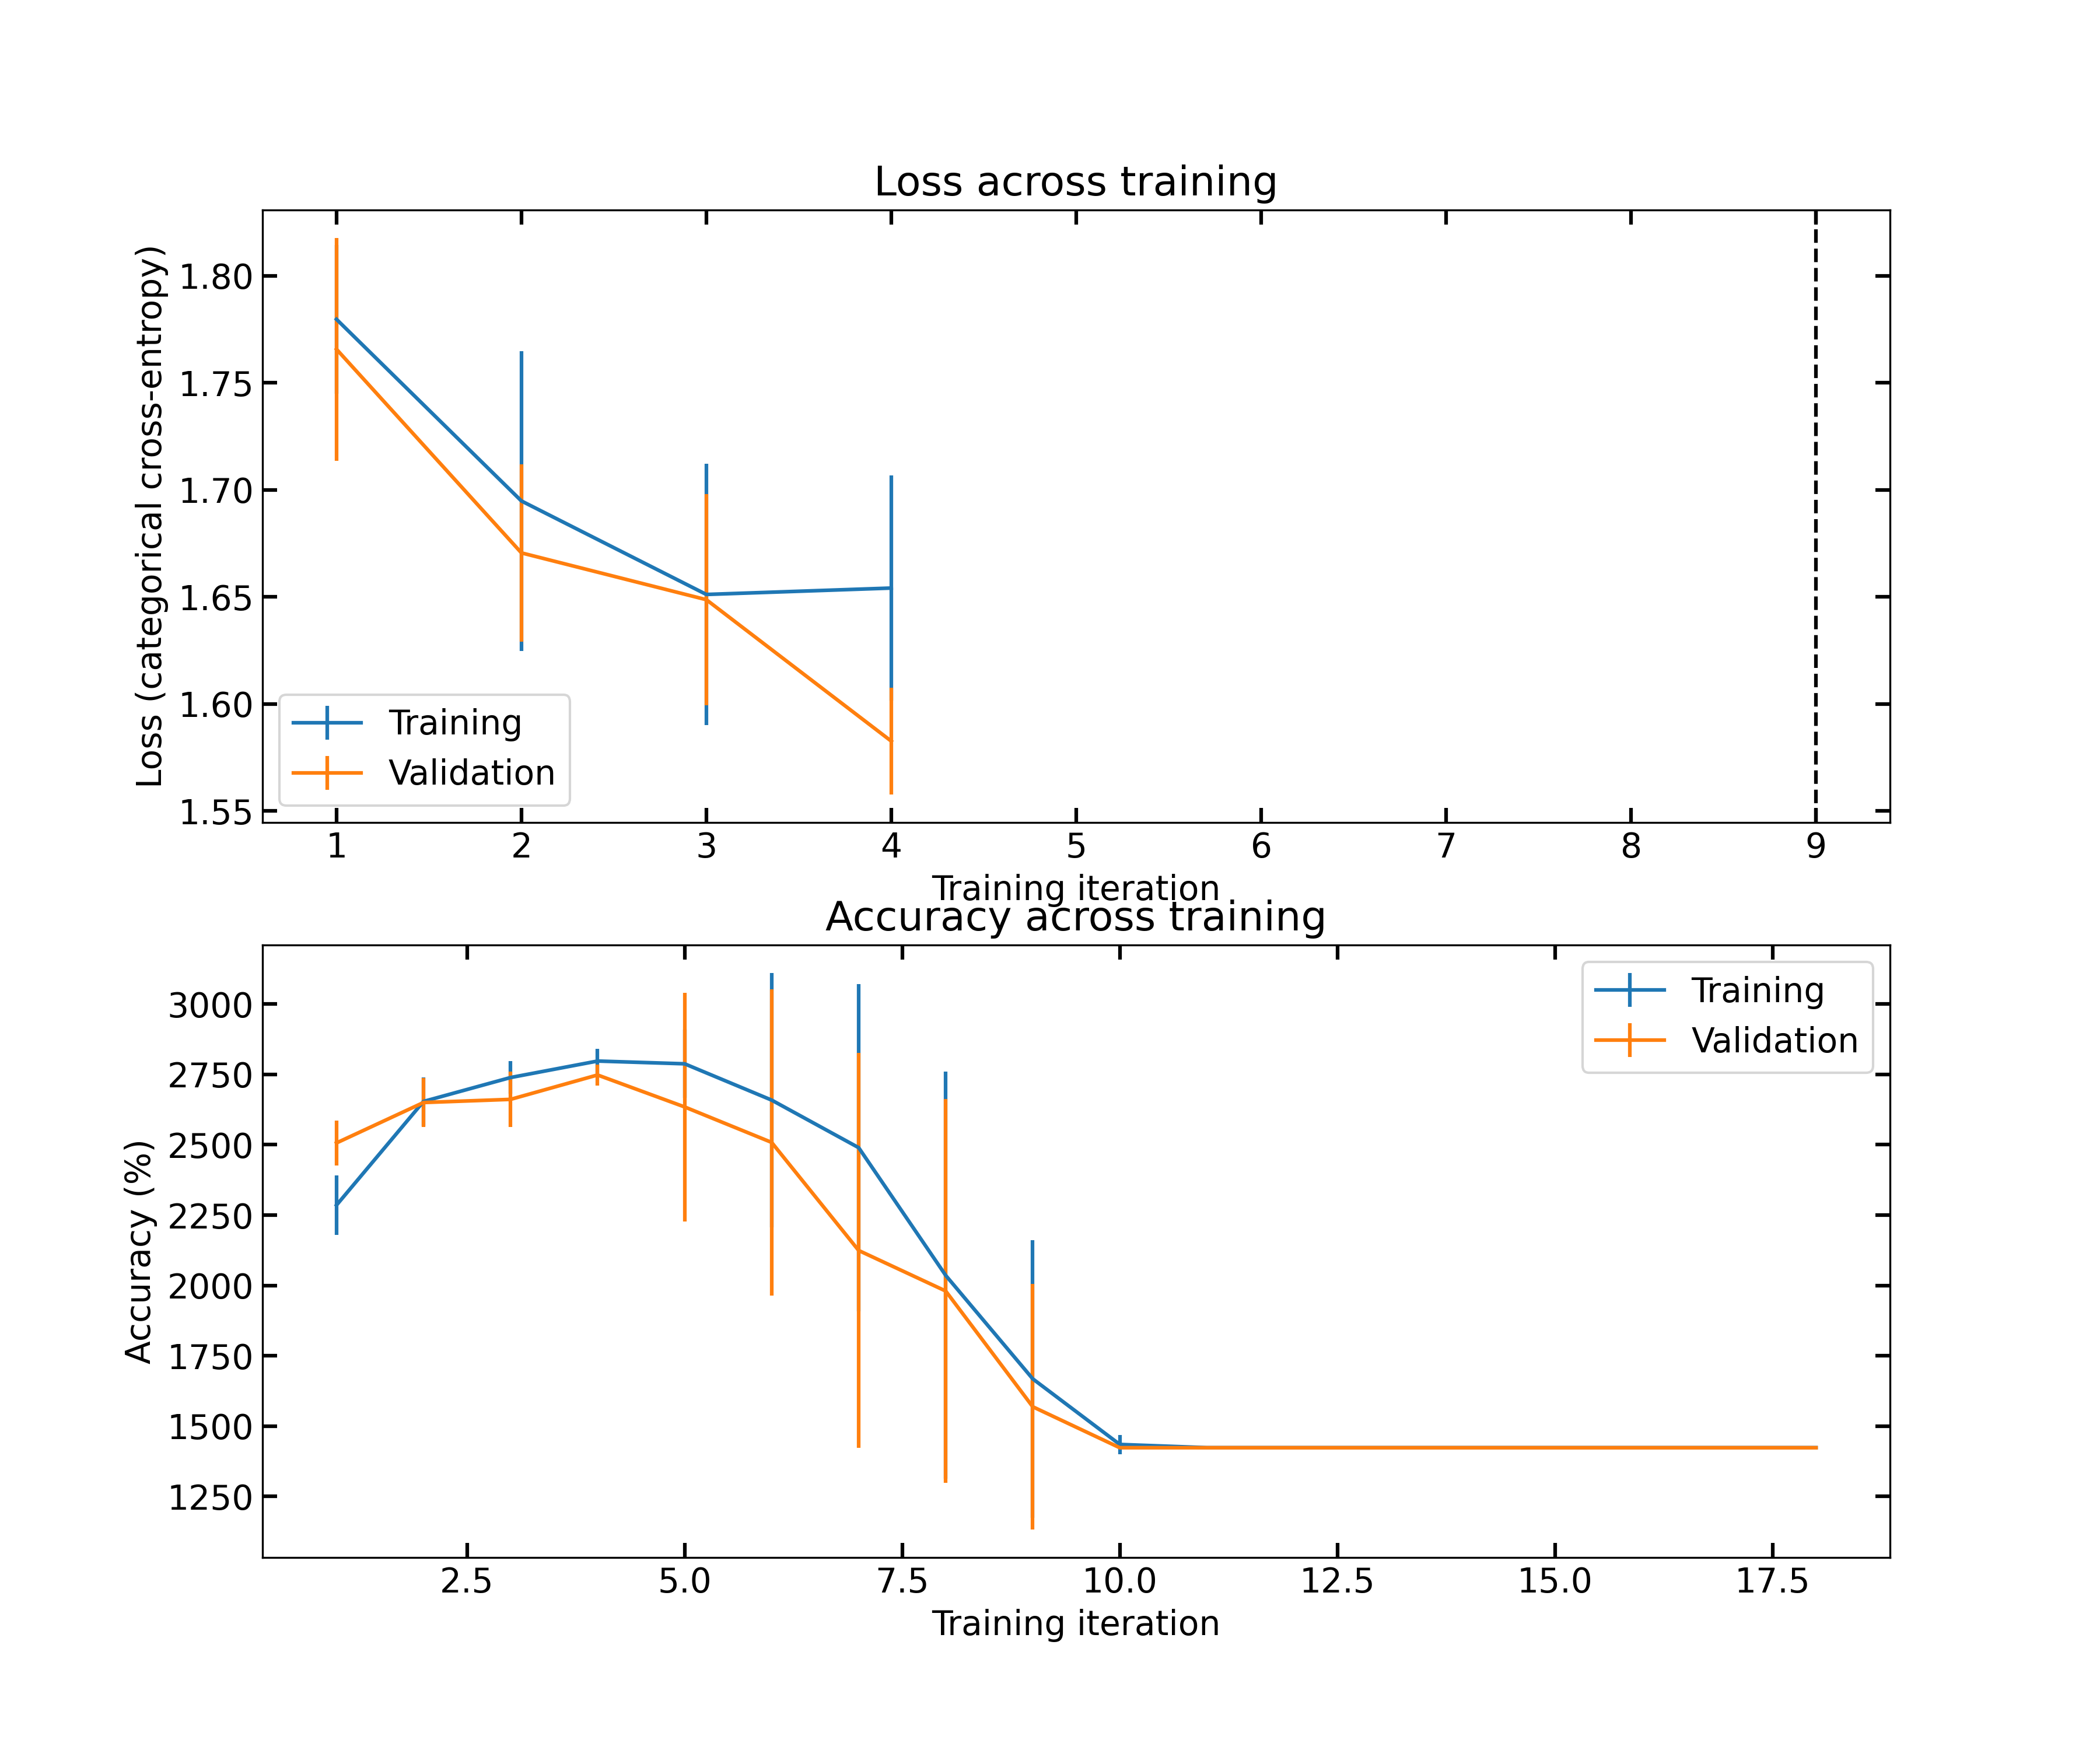 Loss across training
Loss (categorical cross-entropy)
1.80
1.75
1.70
1.65
1.60
1.55
Training
Validation
1 2 3 4 5 6 7 8 9
Training iteration
Accuracy across training
Accuracy (%)
3000
2750
2500
2250
2000
1750
1500
1250
Training
Validation
2.5 5.0 7.5 10.0 12.5 15.0 17.5
Training iteration